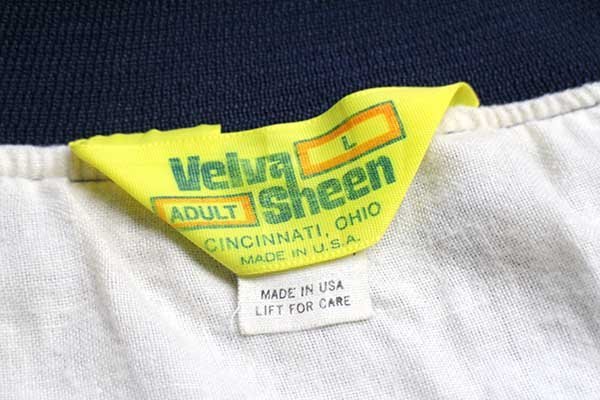 Velva L
ADULT Sheen
CINCINNATI, OHIO
MADE IN U.S.A.
MADE IN USA
LIFT FOR CARE